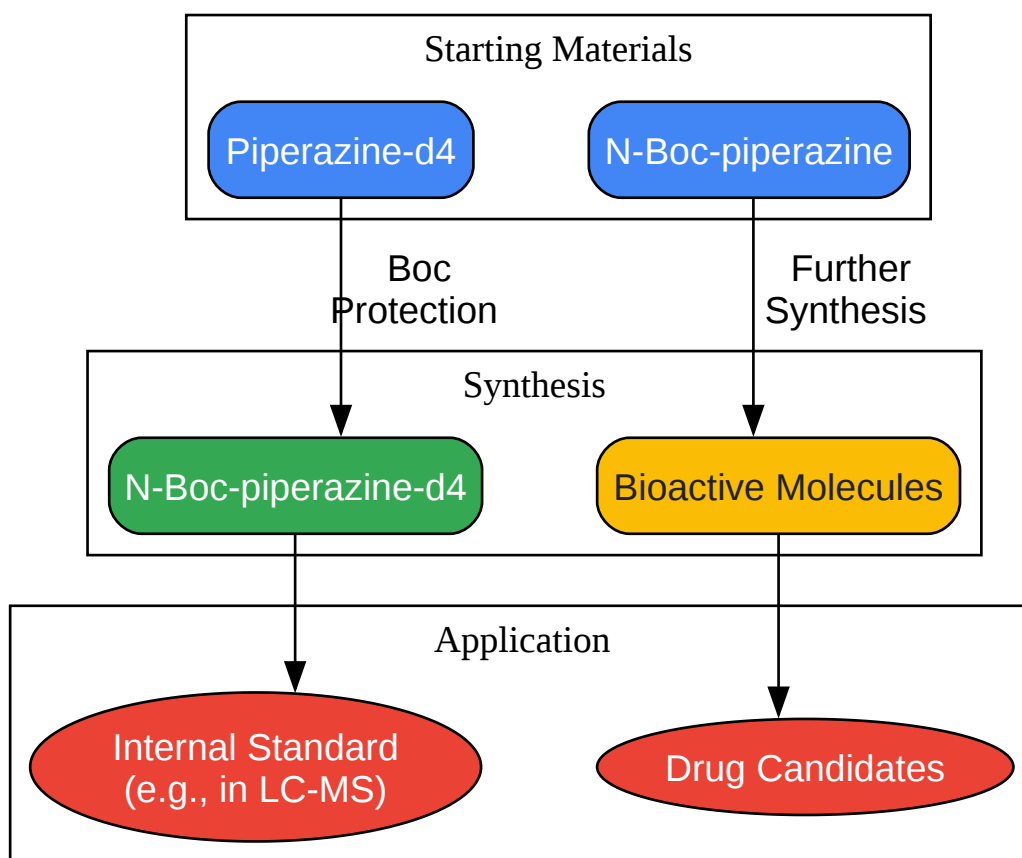 Starting Materials
Piperazine-d4
N-Boc-piperazine
Boc
Protection
Further
Synthesis
Synthesis
N-Boc-piperazine-d4
Bioactive Molecules
Application
Internal Standard
(e.g., in LC-MS)
Drug Candidates